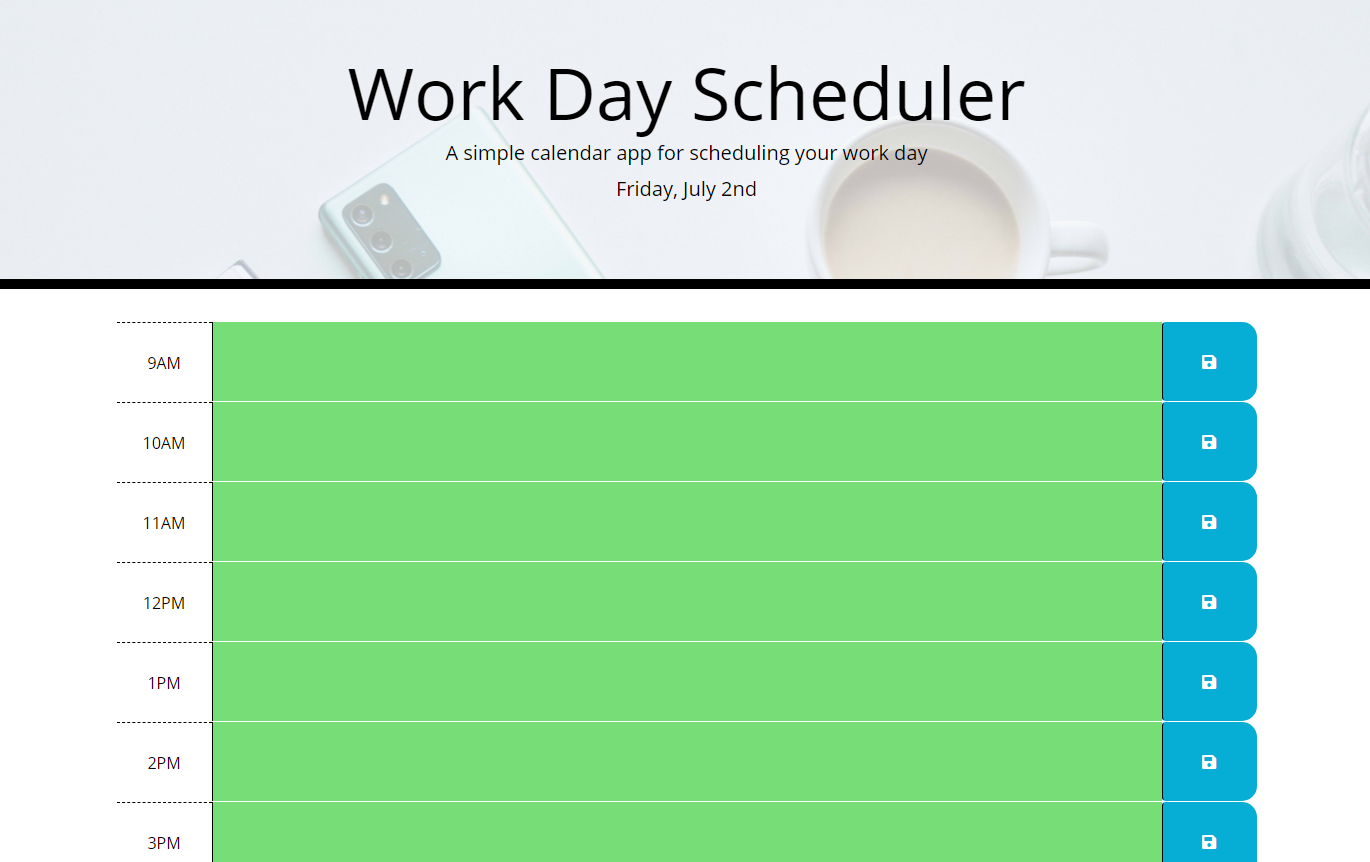 Work Day Scheduler
A simple calendar app for scheduling your work day
Friday, July 2nd
9AM
10AM
11AM
12PM
1PM
2PM
3PM